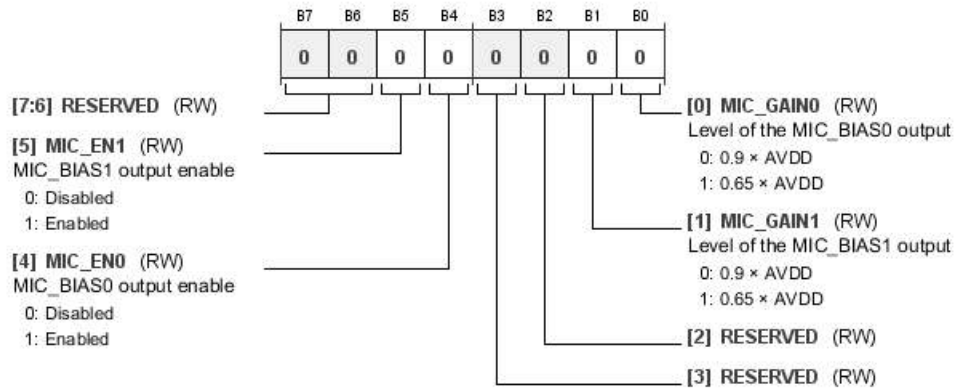 B7 B6 B5 B4 B3 B2 B1 B0
0 0 0 0 0 0 0 0
[7:6] RESERVED (RW)
[5] MIC_EN1 (RW)
MIC_BIAS1 output enable
0: Disabled
1: Enabled
[4] MIC_EN0 (RW)
MIC_BIAS0 output enable
0: Disabled
1: Enabled
[0] MIC_GAIN0 (RW)
Level of the MIC_BIAS0 output
0: 0.9 × AVDD
1: 0.65 × AVDD
[1] MIC_GAIN1 (RW)
Level of the MIC_BIAS1 output
0: 0.9 × AVDD
1: 0.65 × AVDD
[2] RESERVED (RW)
[3] RESERVED (RW)